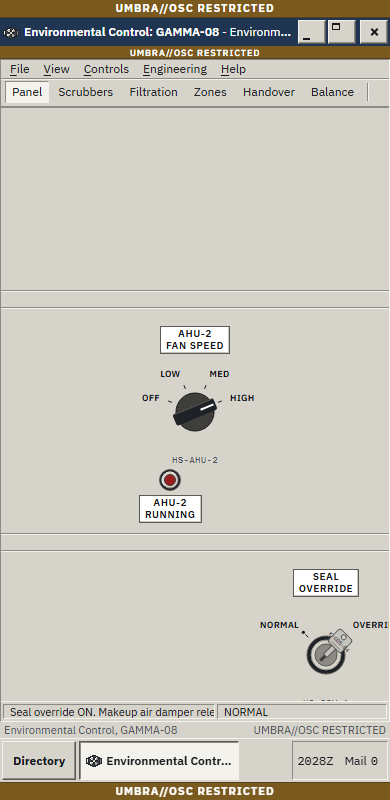 UMBRA//OSC RESTRICTED
Environmental Control: GAMMA-08 - Environm...
UMBRA//OSC RESTRICTED
File View Controls Engineering Help
Panel Scrubbers Filtration Zones Handover Balance
AHU-2
FAN SPEED
LOW MED
OFF HIGH
HS-AHU-2
AHU-2
RUNNING
SEAL
OVERRIDE
NORMAL OVERRI
Seal override ON. Makeup air damper rele NORMAL
Environmental Control, GAMMA-08 UMBRA//OSC RESTRICTED
Directory Environmental Contr... 2028Z Mail 0
UMBRA//OSC RESTRICTED